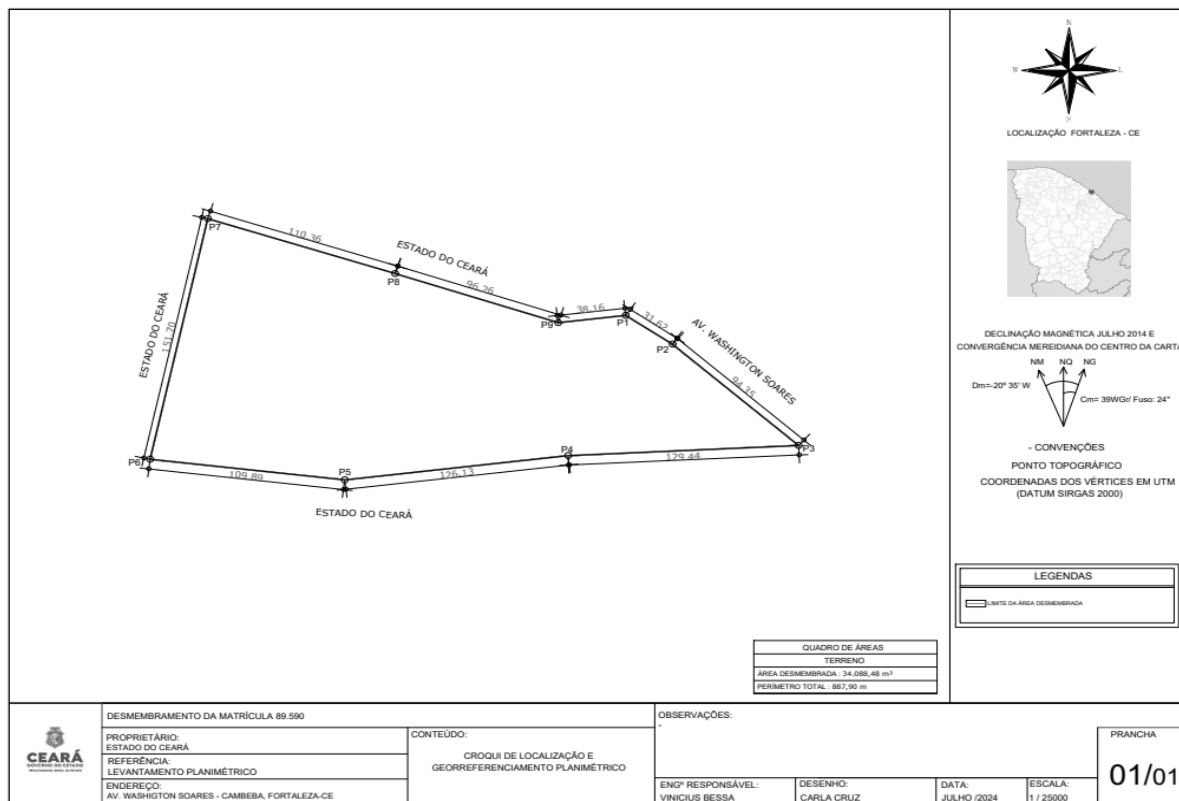 P7
110.36
ESTADO DO CEARÁ
P8
96.26
P9
38.16
P1
31.62
P2
AV. WASHINGTON SOARES
94.35
P3
ESTADO DO CEARÁ
151.70
P6
109.89
P5
126.13
P4
129.44
ESTADO DO CEARÁ
QUADRO DE ÁREAS
TERRENO
ÁREA DESMEMBRADA : 34.088,48 m²
PERÍMETRO TOTAL : 887,90 m
N
W
L
S
LOCALIZAÇÃO FORTALEZA - CE
DECLINAÇÃO MAGNÉTICA JULHO 2014 E
CONVERGÊNCIA MEREIDIANA DO CENTRO DA CARTA
NM NQ NG
Dm=-20º 35' W
Cm= 39WGr/ Fuso: 24"
- CONVENÇÕES
PONTO TOPOGRÁFICO
COORDENADAS DOS VÉRTICES EM UTM
(DATUM SIRGAS 2000)
LEGENDAS
LIMITE DA ÁREA DESMEMBRADA
CEARÁ
GOVERNO DO ESTADO
DESMEMBRAMENTO DA MATRÍCULA 89.590
PROPRIETÁRIO:
ESTADO DO CEARÁ
REFERÊNCIA:
LEVANTAMENTO PLANIMÉTRICO
ENDEREÇO:
AV. WASHIGTON SOARES - CAMBEBA, FORTALEZA-CE
CONTEÚDO:
CROQUI DE LOCALIZAÇÃO E
GEORREFERENCIAMENTO PLANIMÉTRICO
OBSERVAÇÕES:
-
ENGº RESPONSÁVEL:
VINICIUS BESSA
DESENHO:
CARLA CRUZ
DATA:
JULHO /2024
ESCALA:
1 / 25000
PRANCHA
01/01